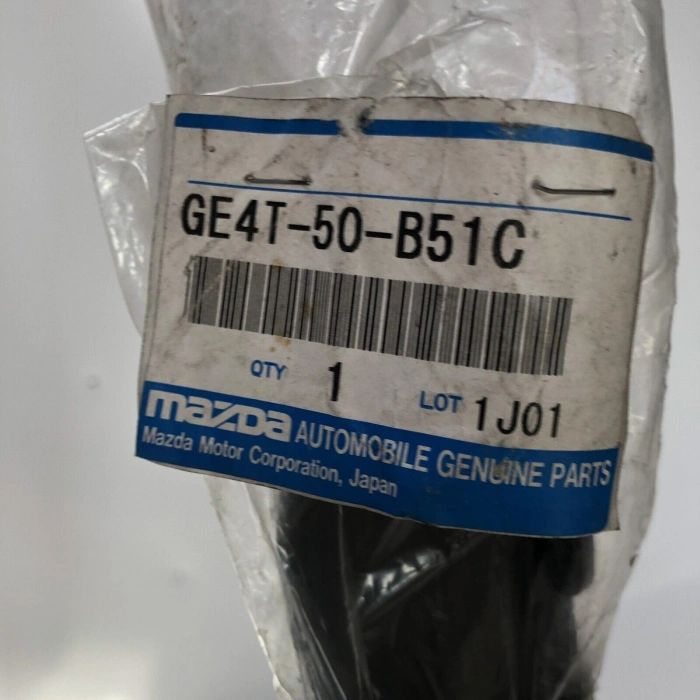 GE4T-50-B51C
QTY 1 LOT 1J01
mazda AUTOMOBILE GENUINE PARTS
Mazda Motor Corporation, Japan